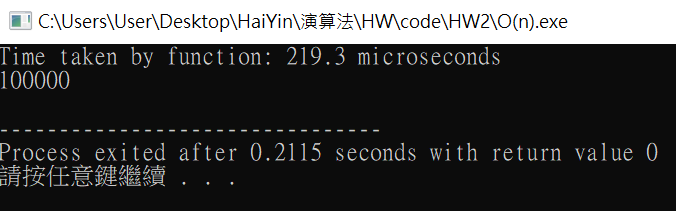 C:\Users\User\Desktop\HaiYin\演算法\HW\code\HW2\O(n).exe
Time taken by function: 219.3 microseconds
100000
--------------------------------
Process exited after 0.2115 seconds with return value 0
請按任意鍵繼續 . . .